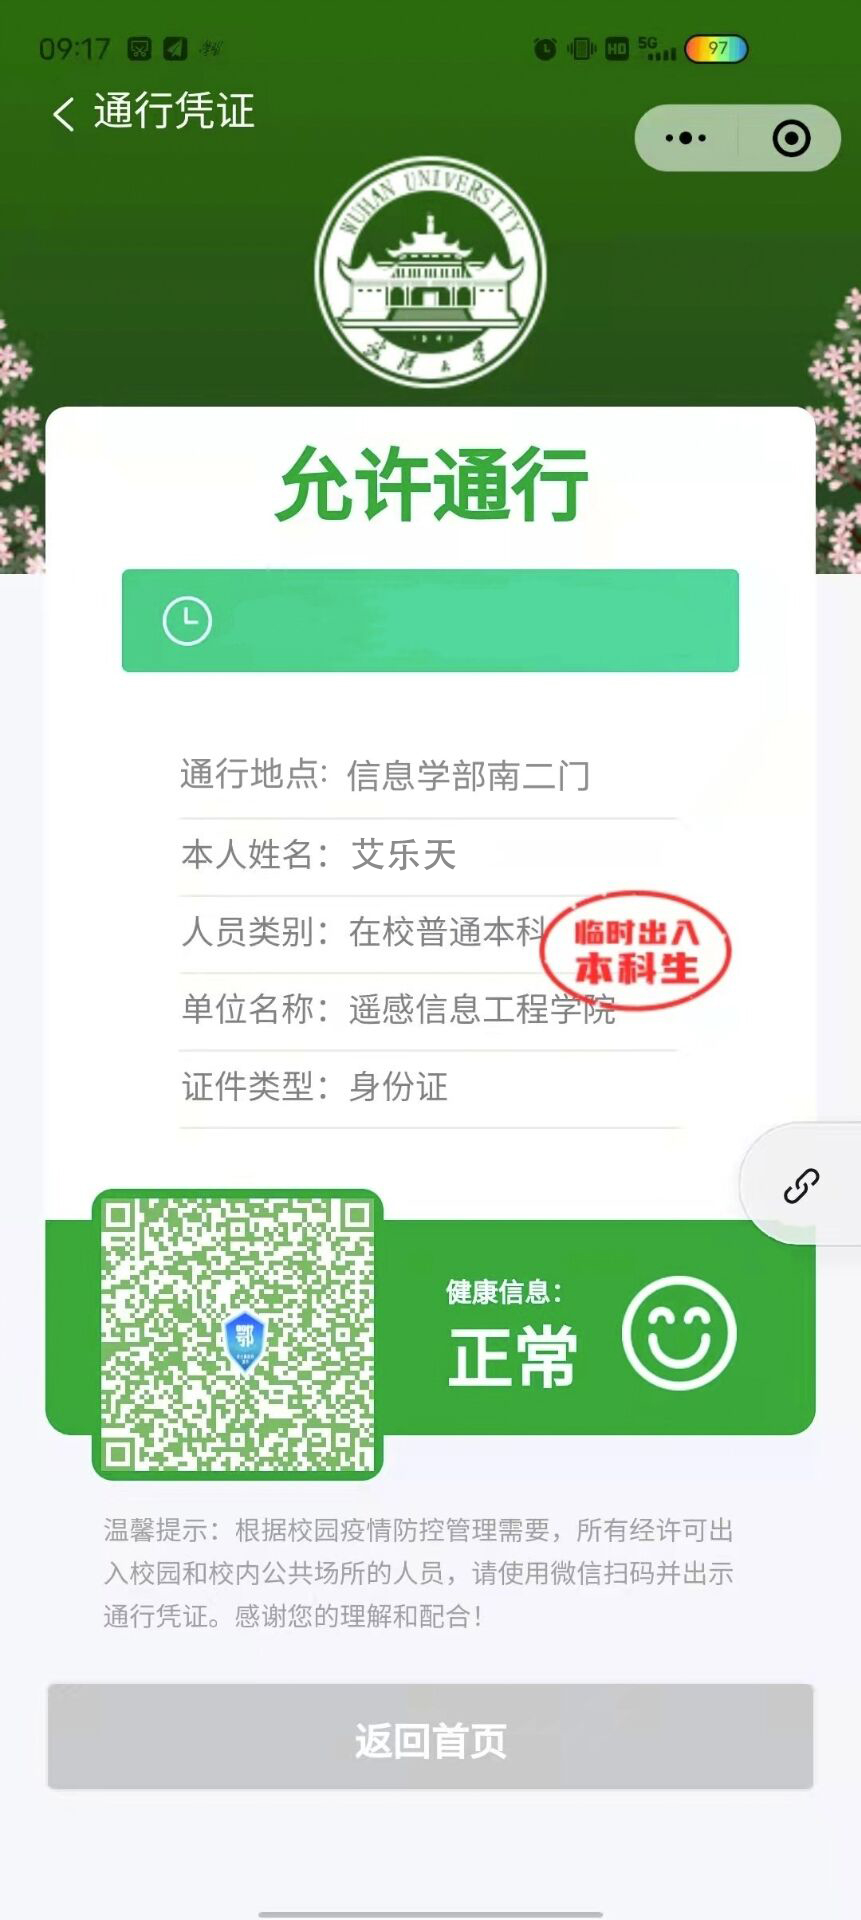 09:17
HD 5G 97
通行凭证
WUHAN UNIVERSITY
武汉大学
允许通行
通行地点: 信息学部南二门
本人姓名: 艾乐天
人员类别: 在校普通本科
临时出入
本科生
单位名称: 遥感信息工程学院
证件类型: 身份证
鄂
健康信息:
正常
温馨提示: 根据校园疫情防控管理需要，所有经许可出
入校园和校内公共场所的人员，请使用微信扫码并出示
通行凭证。感谢您的理解和配合！
返回首页